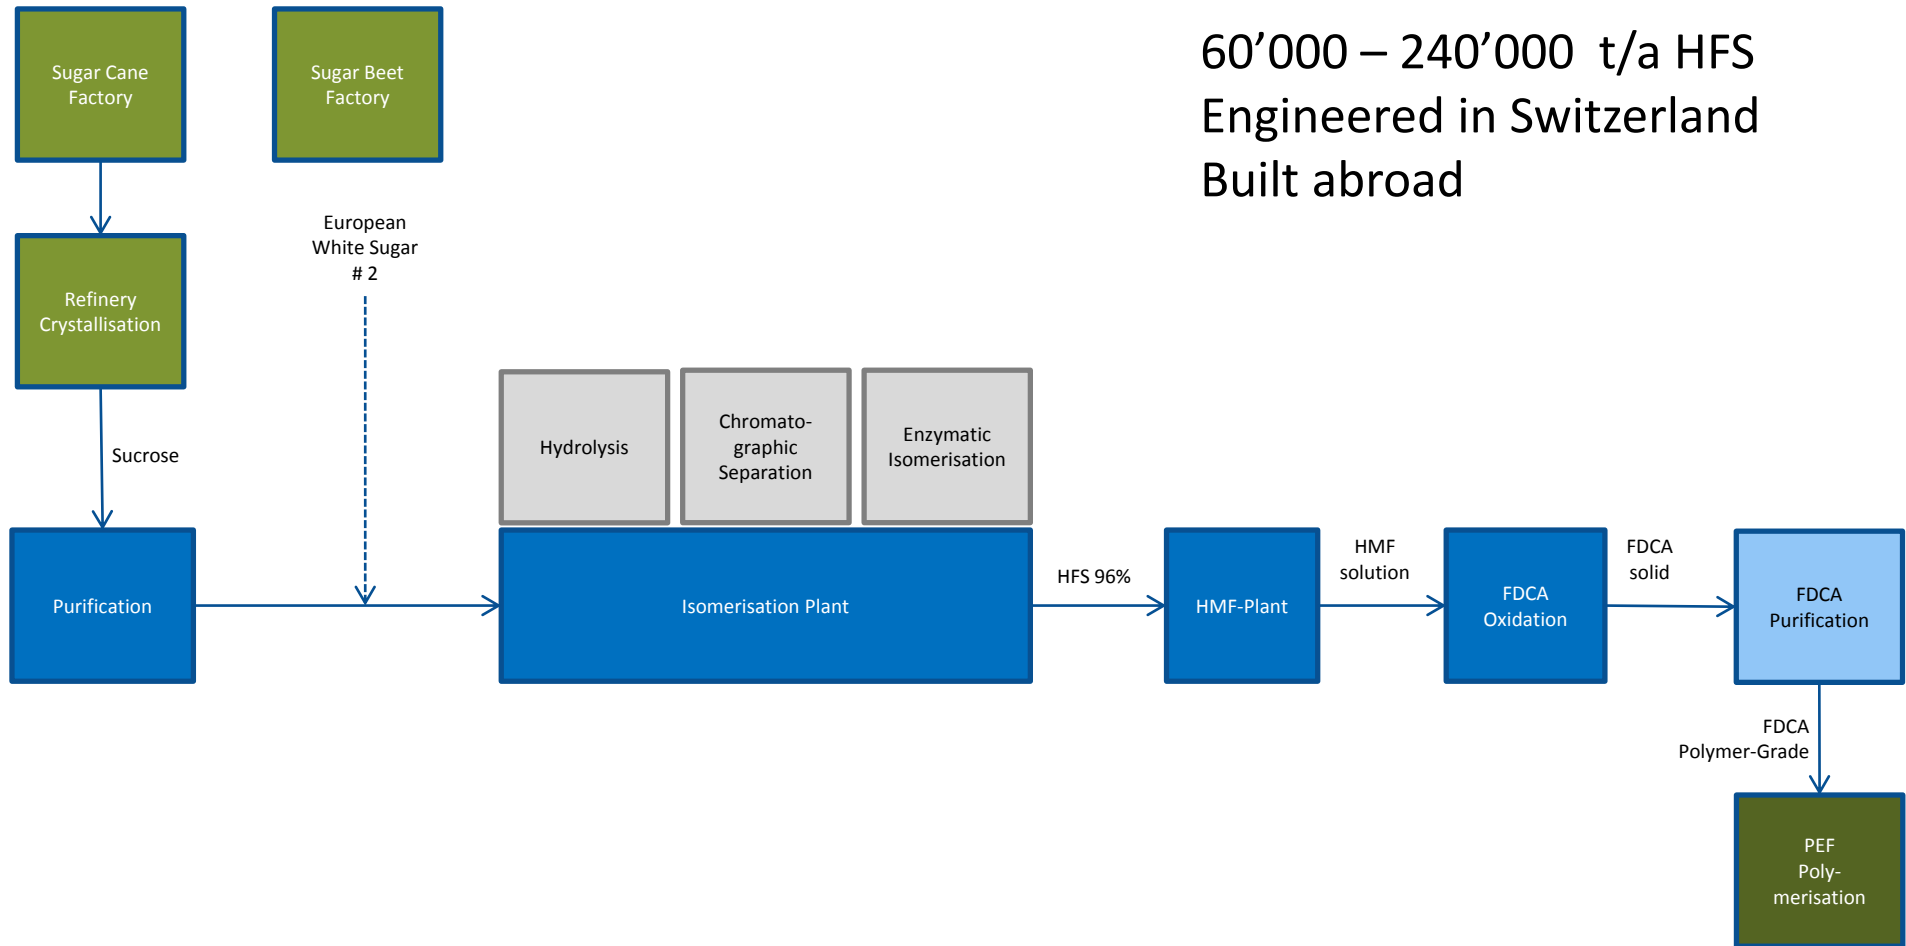 60’000 – 240’000 t/a HFS
Engineered in Switzerland
Built abroad
Sugar Cane
Factory
Sugar Beet
Factory
European
White Sugar
# 2
Refinery
Crystallisation
Sucrose
Hydrolysis
Chromato-
graphic
Separation
Enzymatic
Isomerisation
Purification
Isomerisation Plant
HFS 96%
HMF-Plant
HMF
solution
FDCA
Oxidation
FDCA
solid
FDCA
Purification
FDCA
Polymer-Grade
PEF
Poly-
merisation